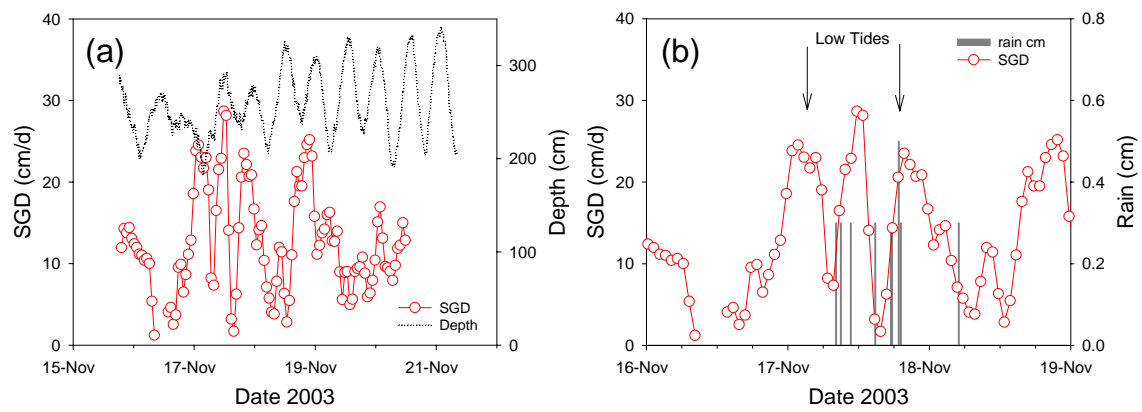 (a)
SGD (cm/d)
40
30
20
10
0
300
200
100
0
Depth (cm)
SGD
Depth
15-Nov 17-Nov 19-Nov 21-Nov
Date 2003
(b)
Low Tides
rain cm
SGD
SGD (cm/d)
40
30
20
10
0
0.8
0.6
0.4
0.2
0.0
Rain (cm)
16-Nov 17-Nov 18-Nov 19-Nov
Date 2003